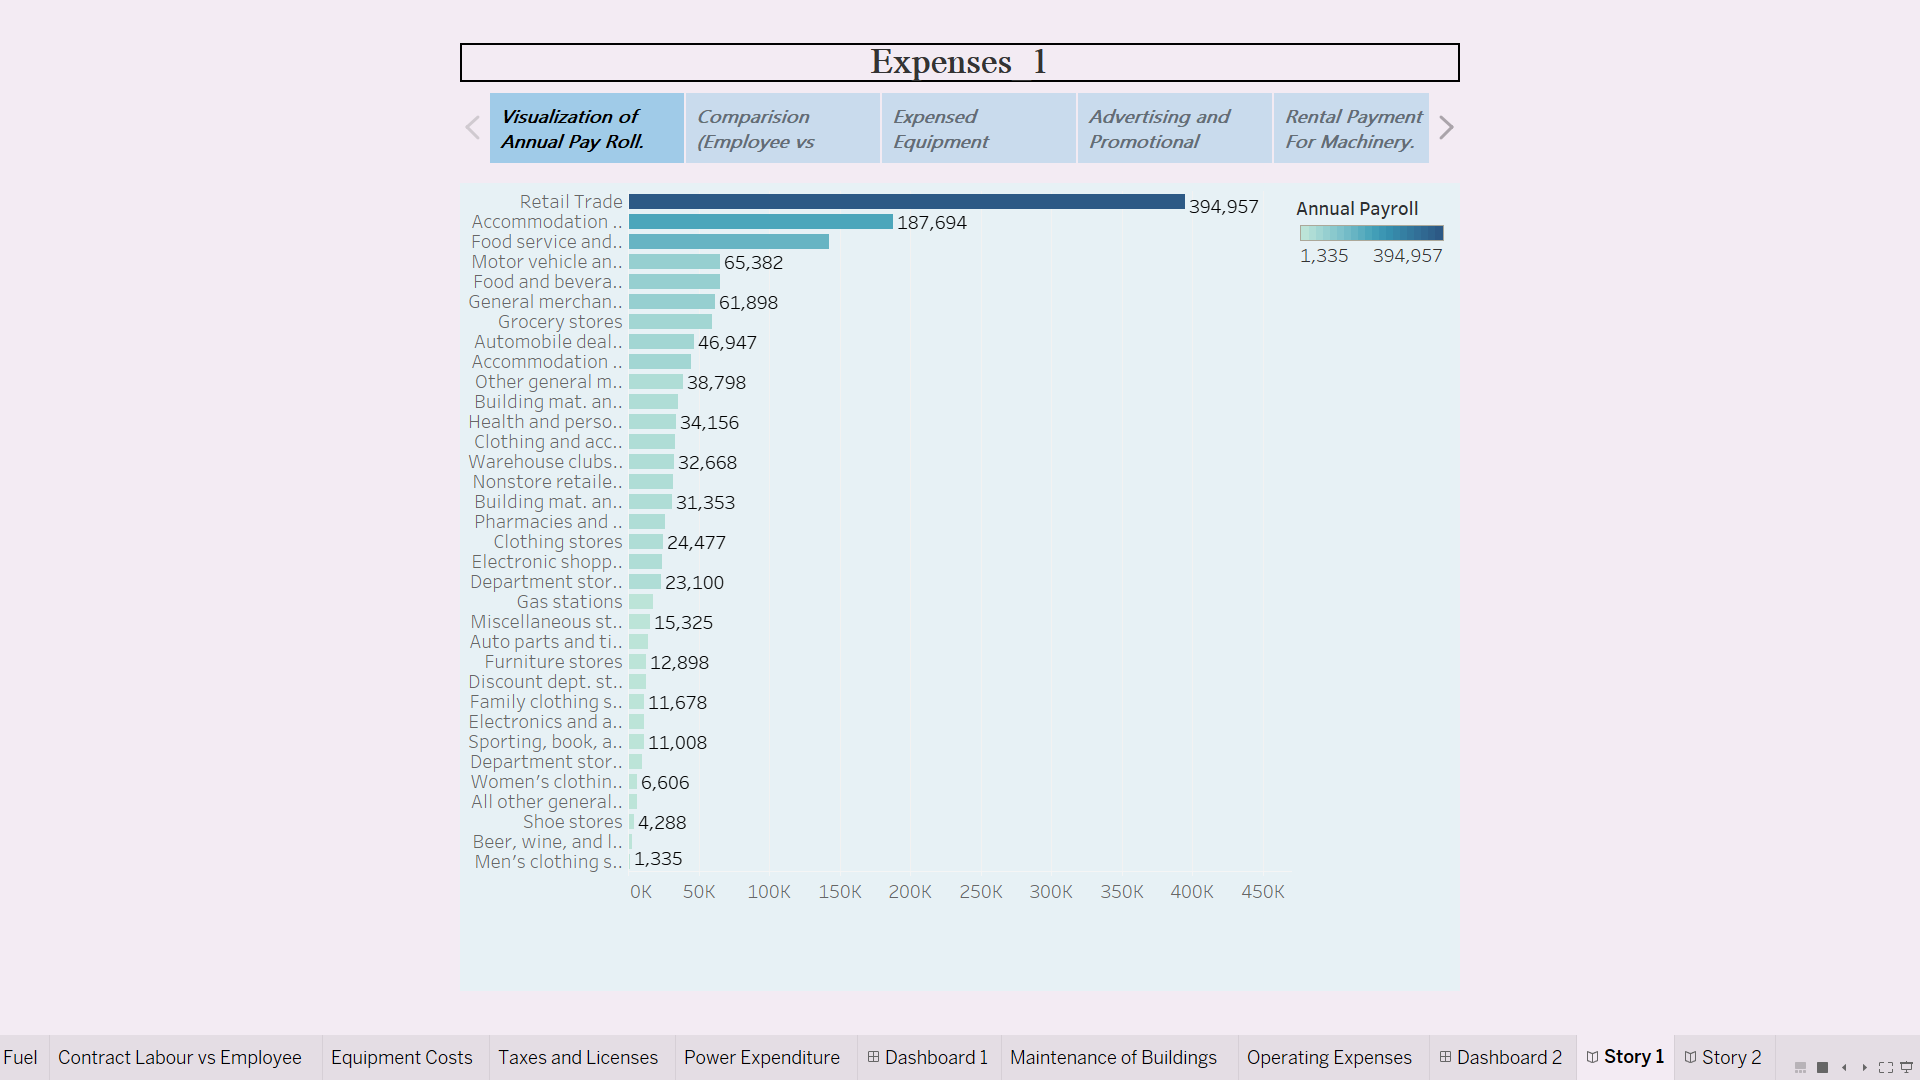 Expenses 1
Visualization of
Annual Pay Roll.
Comparision
(Employee vs
Expensed
Equipment
Advertising and
Promotional
Rental Payment
For Machinery.
Retail Trade 394,957
Accommodation .. 187,694
Food service and..
Motor vehicle an.. 65,382
Food and bevera..
General merchan.. 61,898
Grocery stores
Automobile deal.. 46,947
Accommodation ..
Other general m.. 38,798
Building mat. an..
Health and perso.. 34,156
Clothing and acc..
Warehouse clubs.. 32,668
Nonstore retaile..
Building mat. an.. 31,353
Pharmacies and ..
Clothing stores 24,477
Electronic shopp..
Department stor.. 23,100
Gas stations
Miscellaneous st.. 15,325
Auto parts and ti..
Furniture stores 12,898
Discount dept. st..
Family clothing s.. 11,678
Electronics and a..
Sporting, book, a.. 11,008
Department stor..
Women's clothin.. 6,606
All other general..
Shoe stores 4,288
Beer, wine, and l..
Men's clothing s.. 1,335
0K 50K 100K 150K 200K 250K 300K 350K 400K 450K
Annual Payroll
1,335 394,957
Fuel Contract Labour vs Employee Equipment Costs Taxes and Licenses Power Expenditure Dashboard 1 Maintenance of Buildings Operating Expenses Dashboard 2 Story 1 Story 2